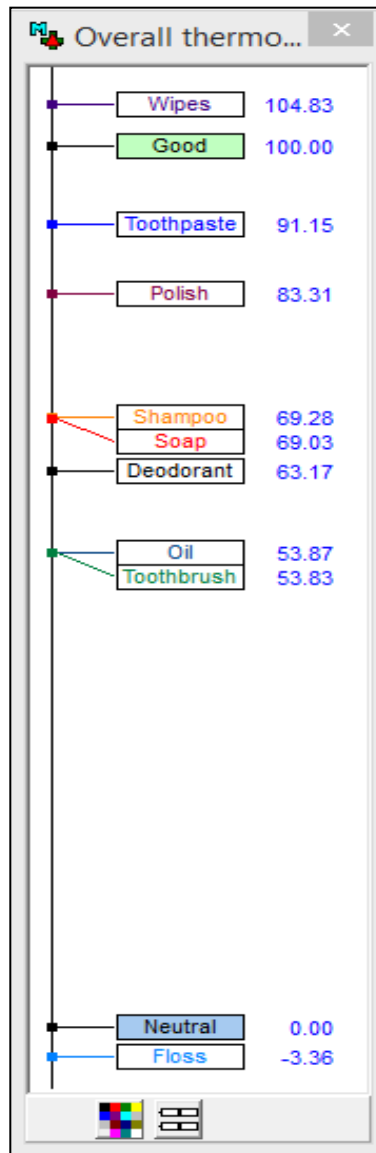 Overall thermo...
Wipes 104.83
Good 100.00
Toothpaste 91.15
Polish 83.31
Shampoo 69.28
Soap 69.03
Deodorant 63.17
Oil 53.87
Toothbrush 53.83
Neutral 0.00
Floss -3.36